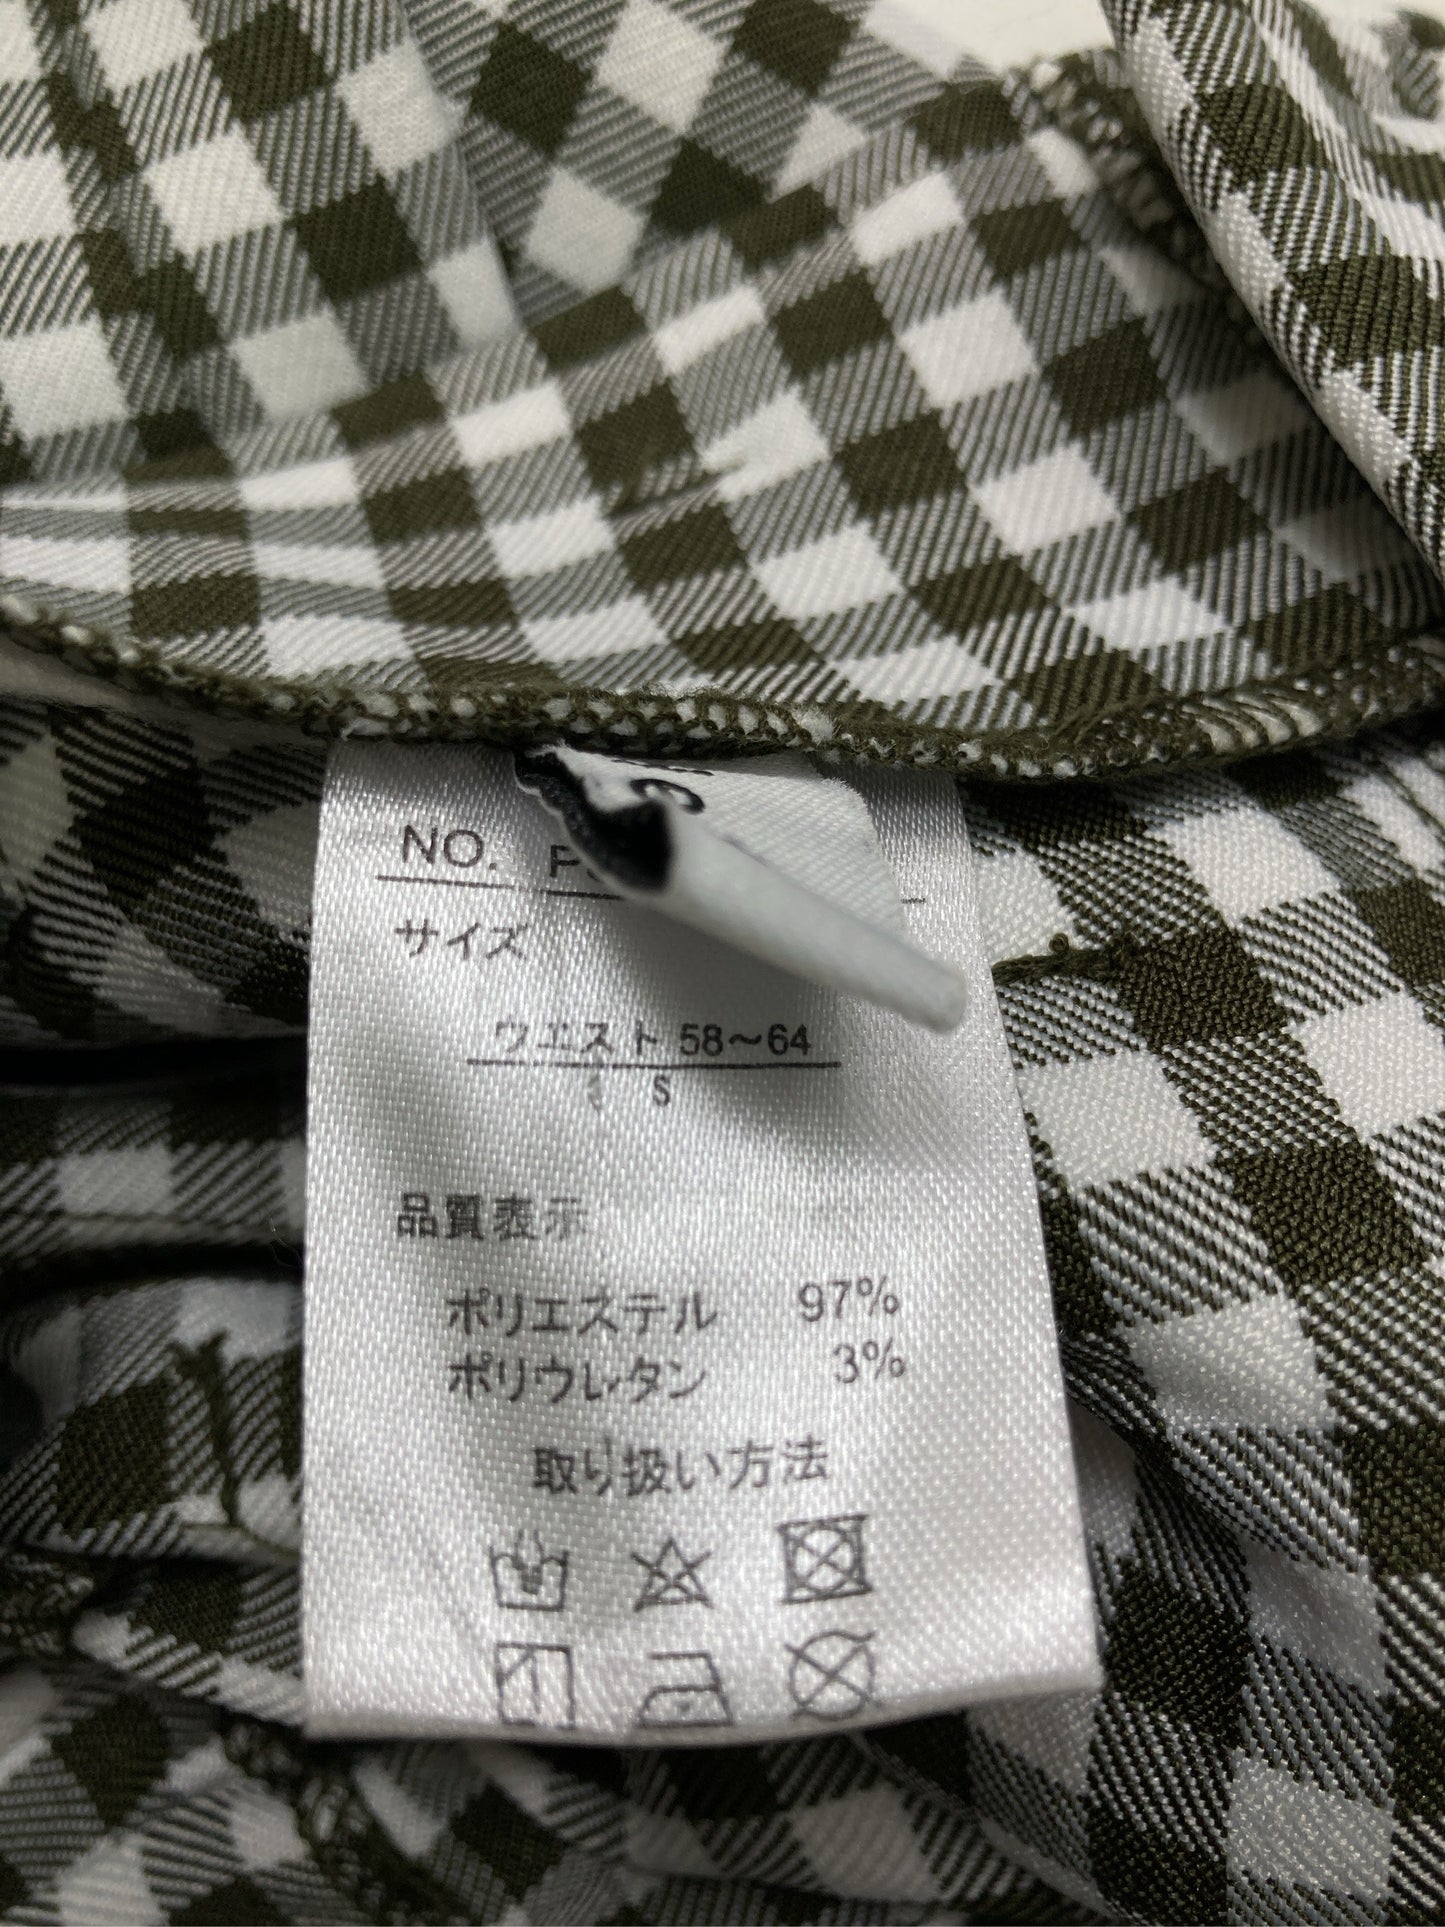 NO.
サイズ
ウエスト 58～64
S
品質表示
ポリエステル 97%
ポリウレタン 3%
取り扱い方法